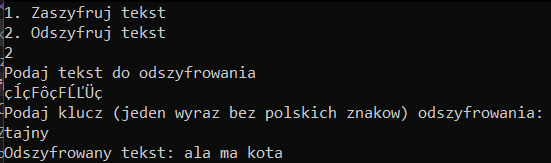 1. Zaszyfruj tekst
2. Odszyfruj tekst
2
Podaj tekst do odszyfrowania
çÍçFôçFÍĽÜç
Podaj klucz (jeden wyraz bez polskich znakow) odszyfrowania:
tajny
Odszyfrowany tekst: ala ma kota